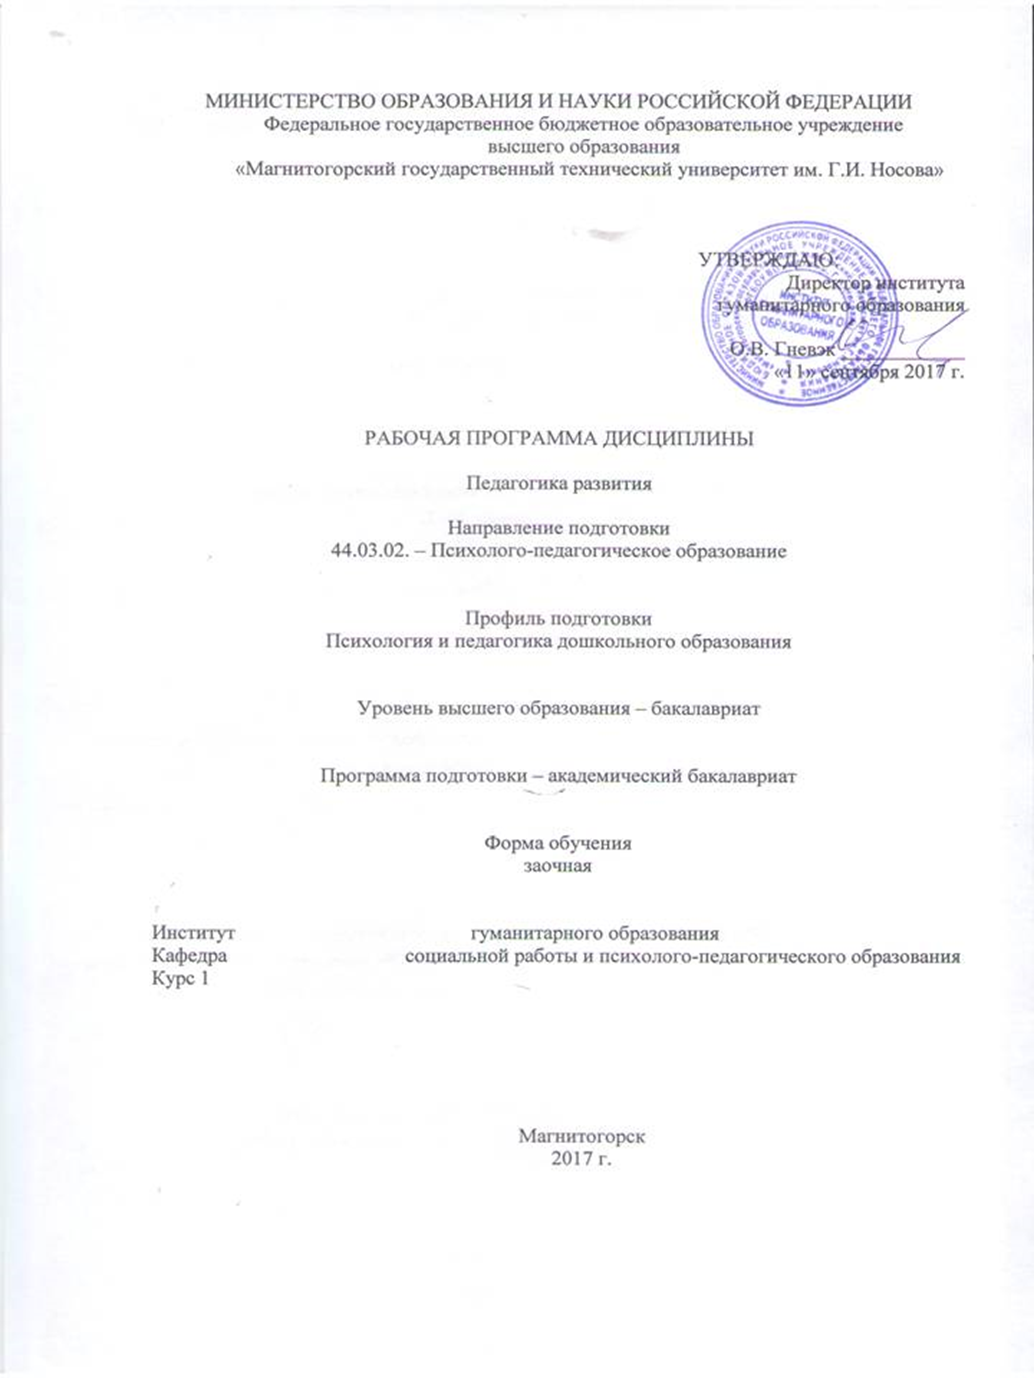 МИНИСТЕРСТВО ОБРАЗОВАНИЯ И НАУКИ РОССИЙСКОЙ ФЕДЕРАЦИИ
Федеральное государственное бюджетное образовательное учреждение
высшего образования
«Магнитогорский государственный технический университет им. Г.И. Носова»
УТВЕРЖДАЮ:
Директор института
гуманитарного образования
О.В. Гневэк
«11» сентября 2017 г.
РАБОЧАЯ ПРОГРАММА ДИСЦИПЛИНЫ
Педагогика развития
Направление подготовки
44.03.02. – Психолого-педагогическое образование
Профиль подготовки
Психология и педагогика дошкольного образования
Уровень высшего образования – бакалавриат
Программа подготовки – академический бакалавриат
Форма обучения
заочная
Институт гуманитарного образования
Кафедра социальной работы и психолого-педагогического образования
Курс 1
Магнитогорск
2017 г.